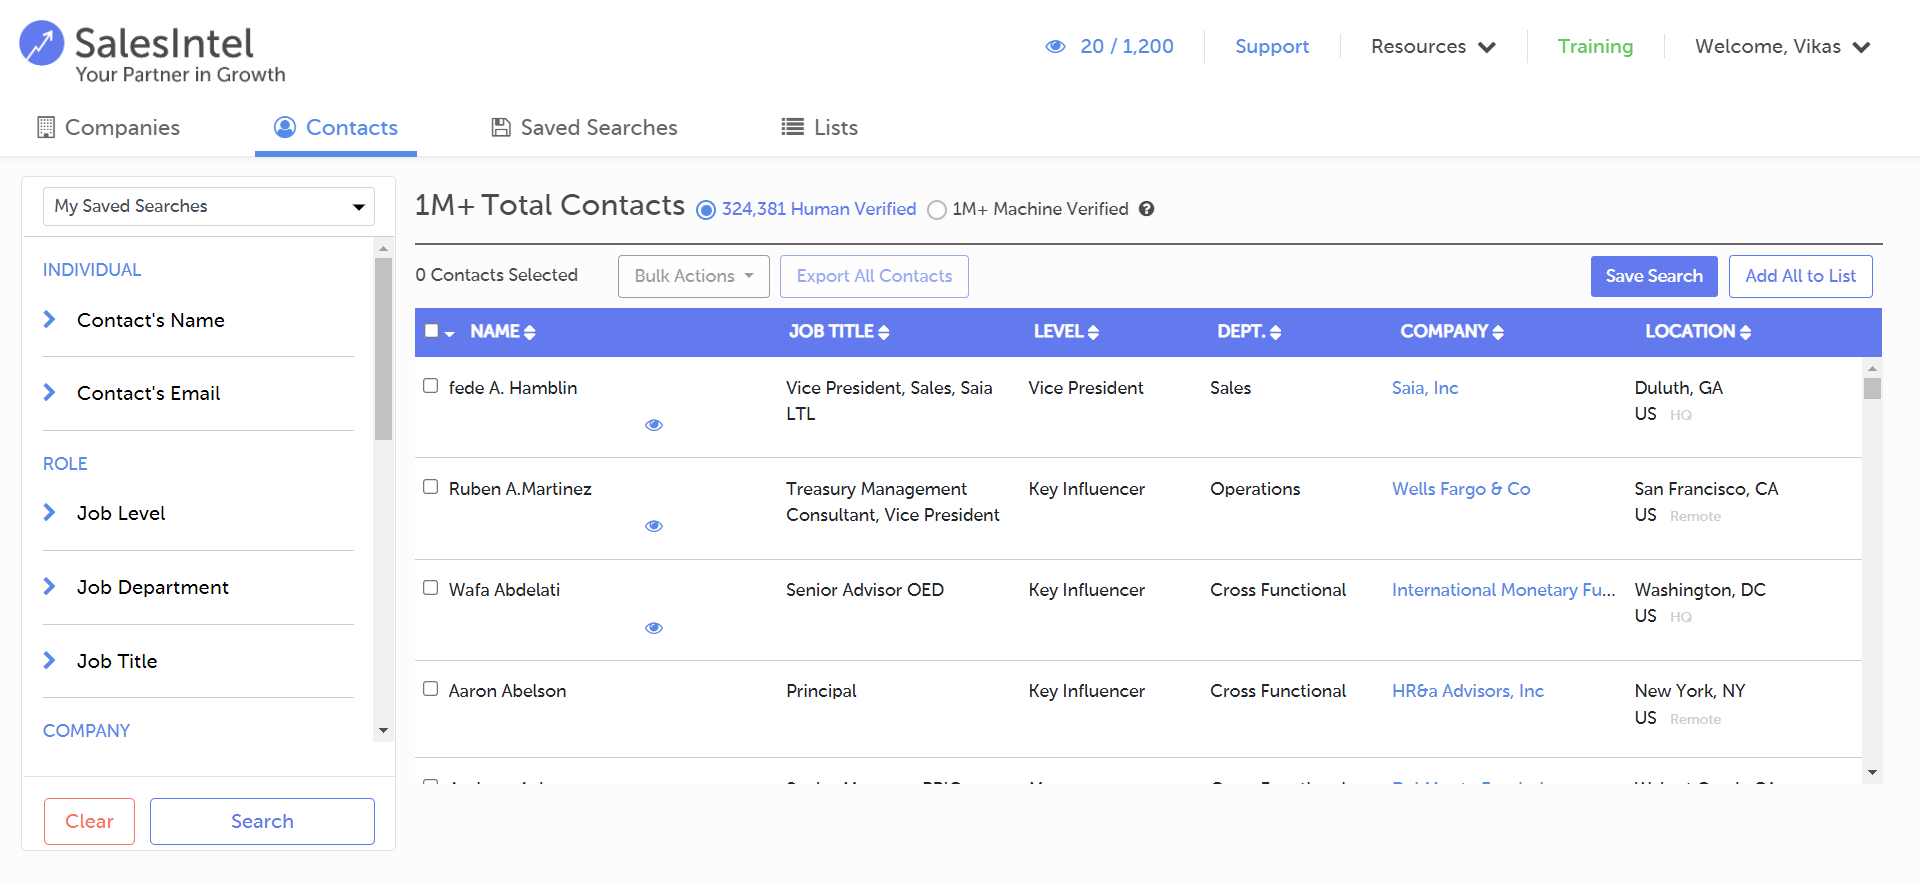 SalesIntel
Your Partner in Growth
20 / 1,200
Support
Resources
Training
Welcome, Vikas
Companies
Contacts
Saved Searches
Lists
My Saved Searches
INDIVIDUAL
Contact's Name
Contact's Email
ROLE
Job Level
Job Department
Job Title
COMPANY
Clear
Search
1M+ Total Contacts
324,381 Human Verified
1M+ Machine Verified
0 Contacts Selected
Bulk Actions
Export All Contacts
Save Search
Add All to List
NAME JOB TITLE LEVEL DEPT. COMPANY LOCATION
fede A. Hamblin Vice President, Sales, Saia Vice President Sales Saia, Inc Duluth, GA
LTL US HQ
Ruben A.Martinez Treasury Management Key Influencer Operations Wells Fargo & Co San Francisco, CA
Consultant, Vice President US Remote
Wafa Abdelati Senior Advisor OED Key Influencer Cross Functional International Monetary Fu... Washington, DC
US HQ
Aaron Abelson Principal Key Influencer Cross Functional HR&a Advisors, Inc New York, NY
US Remote